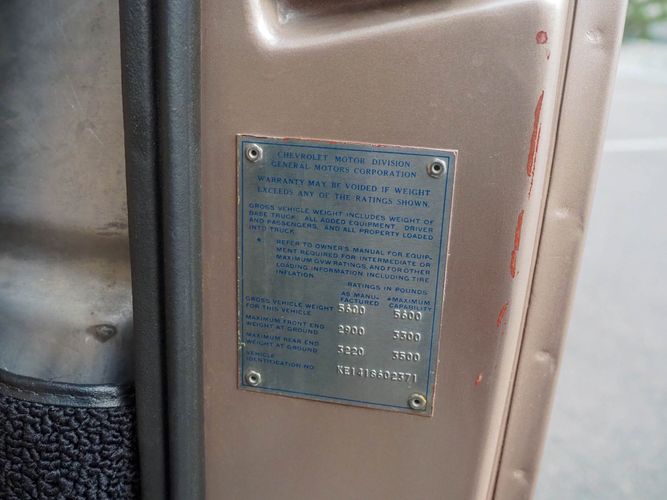 CHEVROLET MOTOR DIVISION
GENERAL MOTORS CORPORATION
WARRANTY MAY BE VOIDED IF WEIGHT
EXCEEDS ANY OF THE RATINGS SHOWN.
GROSS VEHICLE WEIGHT INCLUDES WEIGHT OF
BASE TRUCK, ALL ADDED EQUIPMENT, DRIVER
AND PASSENGERS, AND ALL PROPERTY LOADED
INTO TRUCK.
* REFER TO OWNER'S MANUAL FOR EQUIP-
MENT REQUIRED FOR INTERMEDIATE OR
MAXIMUM GVW RATINGS, AND FOR OTHER
LOADING INFORMATION INCLUDING TIRE
INFLATION.
RATINGS IN POUNDS
AS MANU- *MAXIMUM
FACTURED CAPABILITY
GROSS VEHICLE WEIGHT
FOR THIS VEHICLE 5600 5600
MAXIMUM FRONT END
WEIGHT AT GROUND 2900 3300
MAXIMUM REAR END
WEIGHT AT GROUND 3220 3500
VEHICLE
IDENTIFICATION NO. KE1418602371